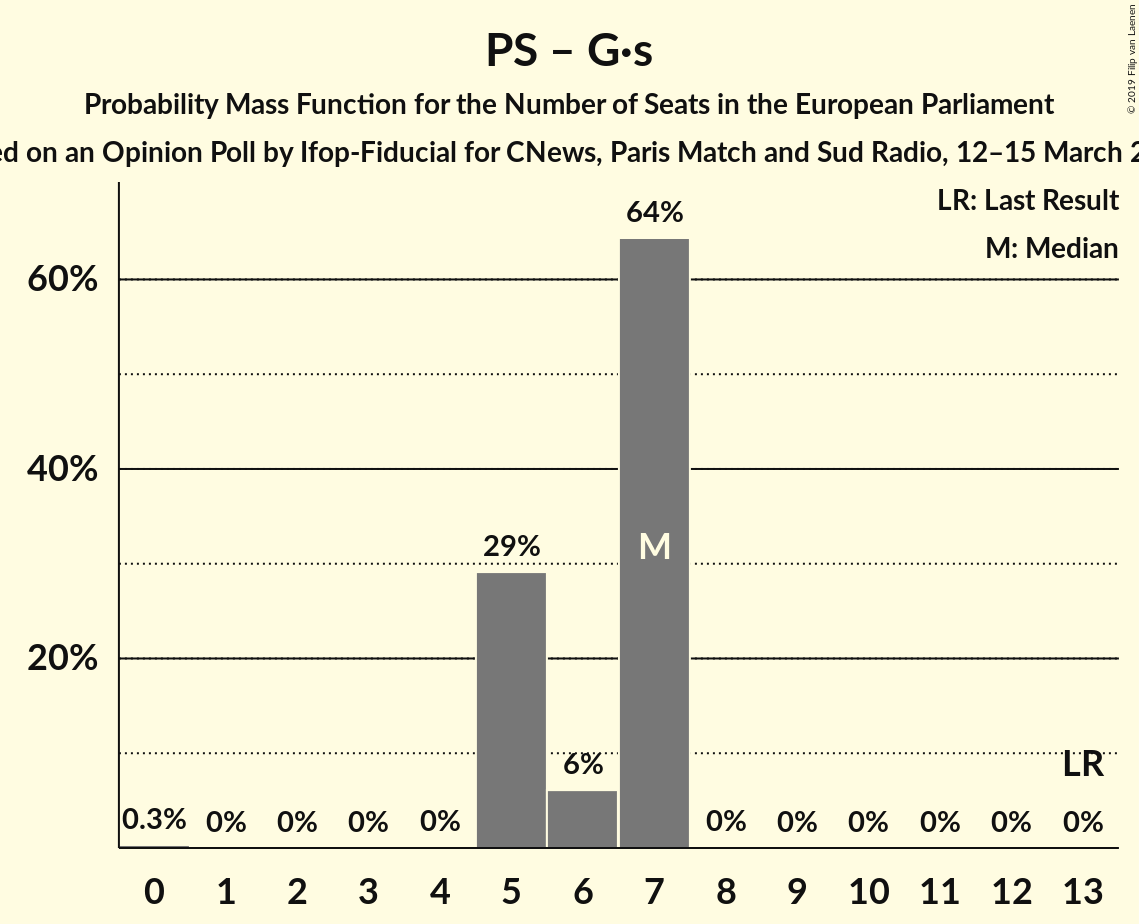 PS – G·s
Probability Mass Function for the Number of Seats in the European Parliament
on an Opinion Poll by Ifop-Fiducial for CNews, Paris Match and Sud Radio, 12–15 March
© 2019 Filip van Laenen
LR: Last Result
M: Median
64%
60%
40%
29%
M
20%
6%
LR
0.3% 0% 0% 0% 0% 0% 0% 0% 0% 0% 0%
0 1 2 3 4 5 6 7 8 9 10 11 12 13